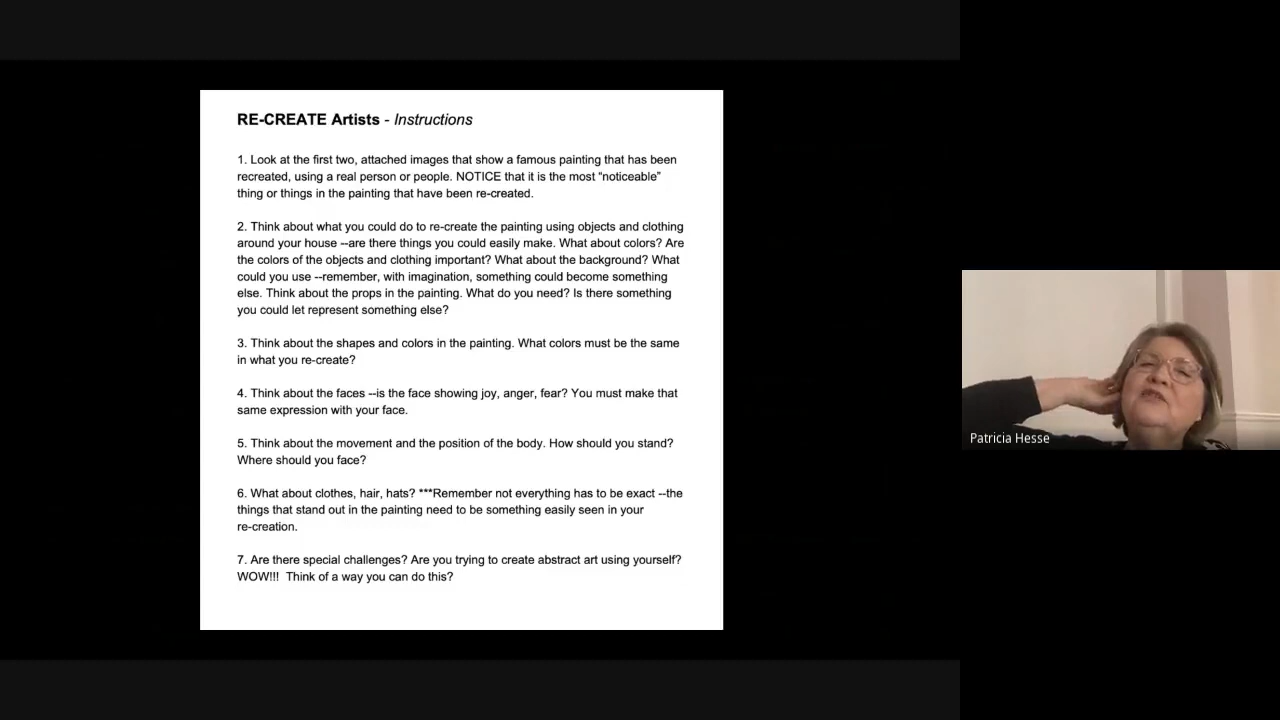 RE-CREATE Artists - Instructions
1. Look at the first two, attached images that show a famous painting that has been
recreated, using a real person or people. NOTICE that it is the most “noticeable”
thing or things in the painting that have been re-created.
2. Think about what you could do to re-create the painting using objects and clothing
around your house --are there things you could easily make. What about colors? Are
the colors of the objects and clothing important? What about the background? What
could you use --remember, with imagination, something could become something
else. Think about the props in the painting. What do you need? Is there something
you could let represent something else?
3. Think about the shapes and colors in the painting. What colors must be the same
in what you re-create?
4. Think about the faces --is the face showing joy, anger, fear? You must make that
same expression with your face.
5. Think about the movement and the position of the body. How should you stand?
Where should you face?
6. What about clothes, hair, hats? ***Remember not everything has to be exact --the
things that stand out in the painting need to be something easily seen in your
re-creation.
7. Are there special challenges? Are you trying to create abstract art using yourself?
WOW!!!  Think of a way you can do this?
Patricia Hesse